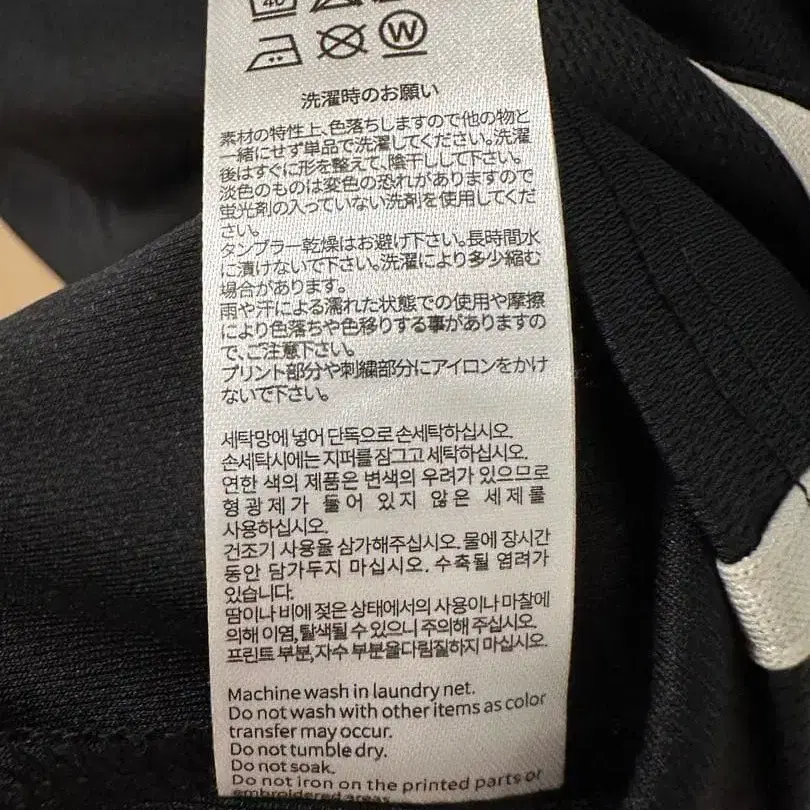 40
W
洗濯時のお願い
素材の特性上、色落ちしますので他の物と
一緒にせず単品で洗濯してください。洗濯
後はすぐに形を整えて、陰干しして下さい。
淡色のものは変色の恐れがありますので
蛍光剤の入っていない洗剤を使用してくだ
さい。
タンブラー乾燥はお避け下さい。長時間水
に漬けないで下さい。洗濯により多少縮む
場合があります。
雨や汗による濡れた状態での使用や摩擦
により色落ちや色移りする事がありますの
で、ご注意下さい。
プリント部分や刺繍部分にアイロンをかけ
ないで下さい。
세탁망에 넣어 단독으로 손세탁하십시오.
손세탁시에는 지퍼를 잠그고 세탁하십시오.
연한 색의 제품은 변색의 우려가 있으므로
형광제가 들어 있지 않은 세제를
사용하십시오.
건조기 사용을 삼가해주십시오. 물에 장시간
동안 담가두지 마십시오. 수축될 염려가
있습니다.
땀이나 비에 젖은 상태에서의 사용이나 마찰에
의해 이염, 탈색될 수 있으니 주의해 주십시오.
프린트 부분, 자수 부분을다림질하지 마십시오.
Machine wash in laundry net.
Do not wash with other items as color
transfer may occur.
Do not tumble dry.
Do not soak.
Do not iron on the printed parts or
embroidered areas